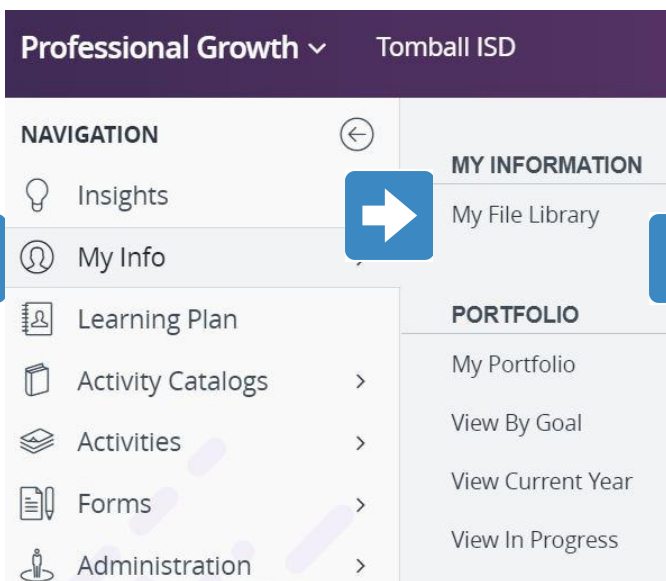 Professional Growth Tomball ISD
NAVIGATION
Insights
My Info
Learning Plan
Activity Catalogs
Activities
Forms
Administration
MY INFORMATION
My File Library
PORTFOLIO
My Portfolio
View By Goal
View Current Year
View In Progress